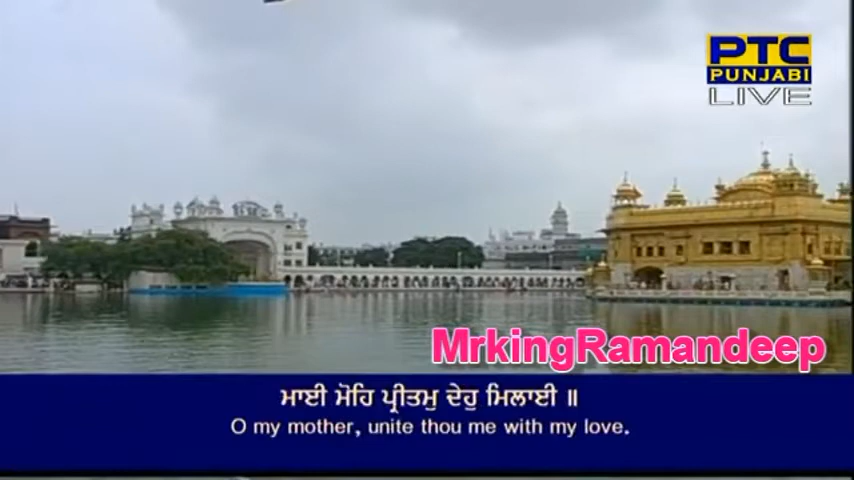 PTC
PUNJABI
LIVE
MrkingRamandeep
ਮਾਈ ਮੋਹਿ ਪ੍ਰੀਤਮੁ ਦੇਹੁ ਮਿਲਾਈ ॥
O my mother, unite thou me with my love.